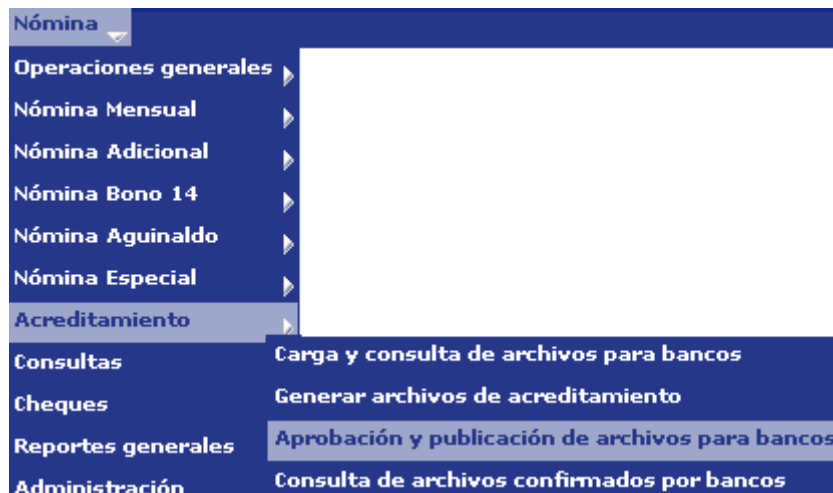 Nómina
Operaciones generales
Nómina Mensual
Nómina Adicional
Nómina Bono 14
Nómina Aguinaldo
Nómina Especial
Acreditamiento
Consultas
Cheques
Reportes generales
Administración
Carga y consulta de archivos para bancos
Generar archivos de acreditamiento
Aprobación y publicación de archivos para bancos
Consulta de archivos confirmados por bancos